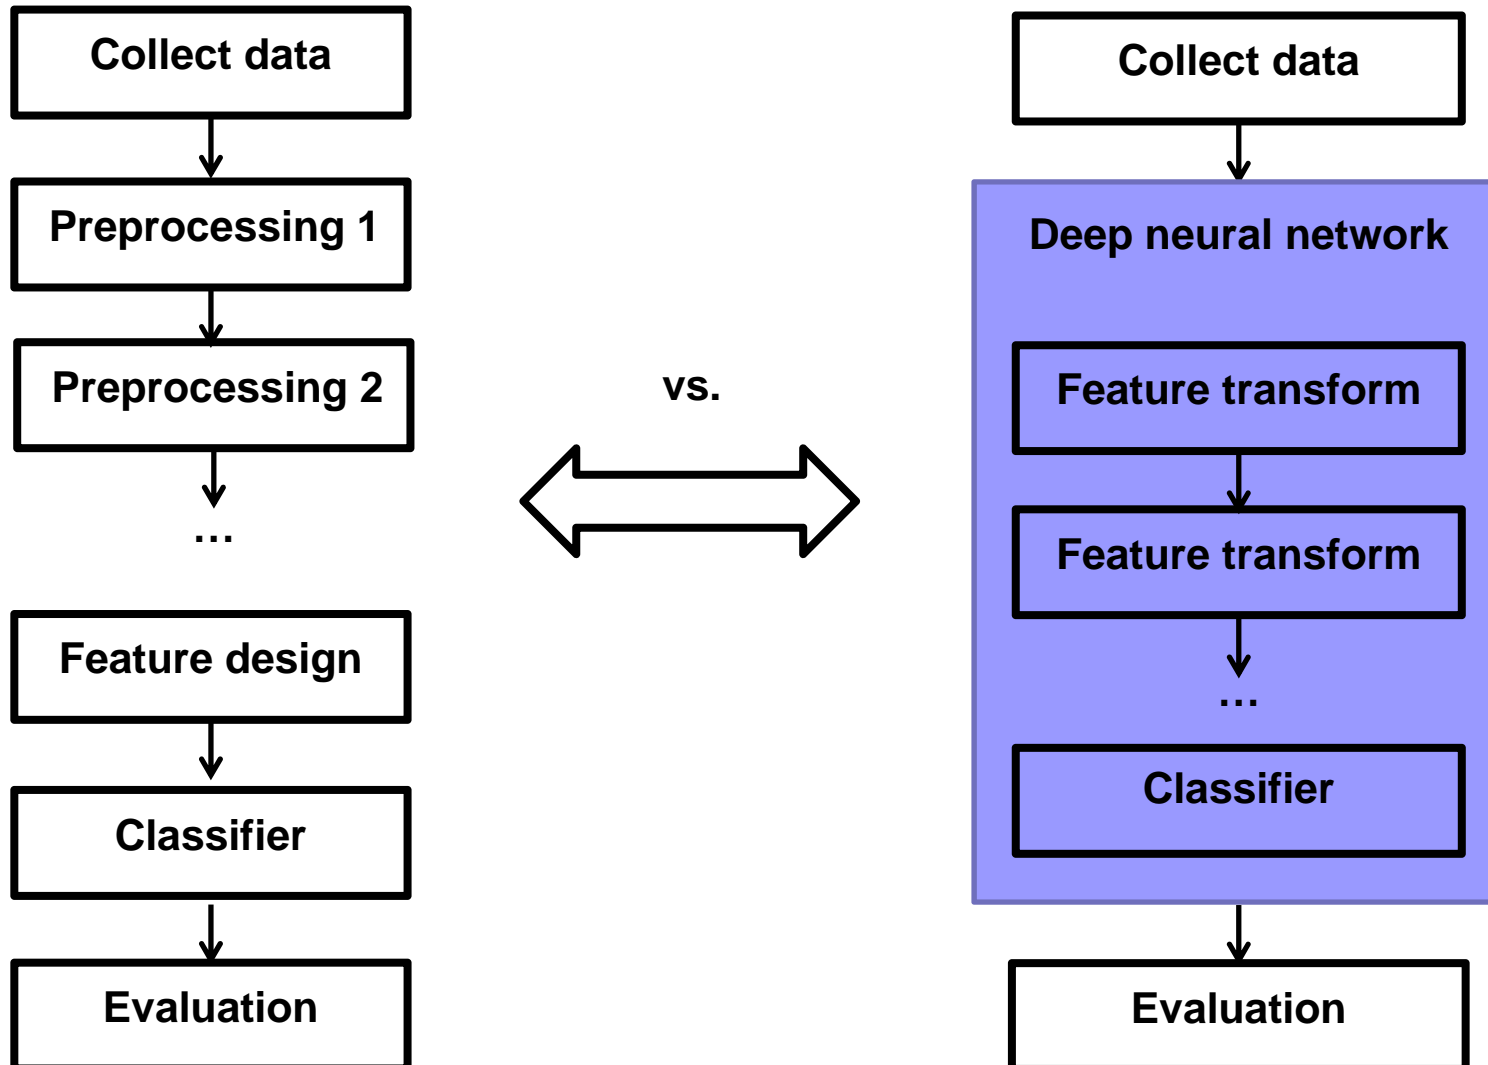 Collect data
Preprocessing 1
Preprocessing 2
...
Feature design
Classifier
Evaluation
vs.
Collect data
Deep neural network
Feature transform
Feature transform
...
Classifier
Evaluation